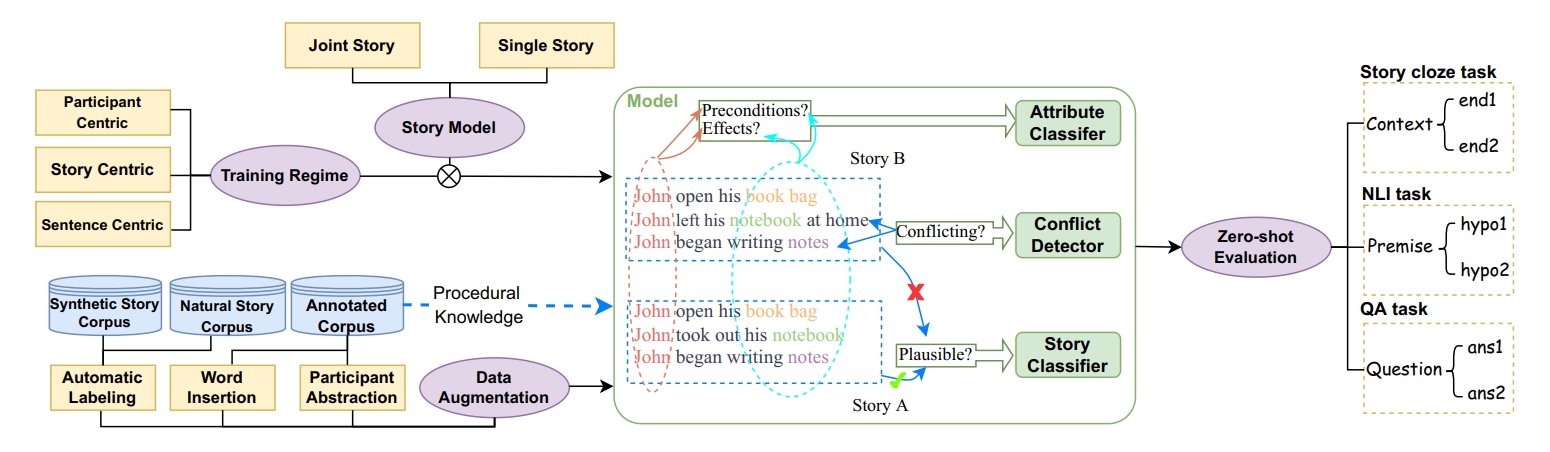 Joint Story
Single Story
Participant
Centric
Story Centric
Sentence Centric
Training Regime
Story Model
Synthetic Story
Corpus
Natural Story
Corpus
Annotated
Corpus
Procedural
Knowledge
Automatic
Labeling
Word
Insertion
Participant
Abstraction
Data
Augmentation
Model
Preconditions?
Effects?
Attribute
Classifer
Story B
John open his book bag
John left his notebook at home
John began writing notes
Conflicting?
Conflict
Detector
John open his book bag
John took out his notebook
John began writing notes
Plausible?
Story
Classifier
Story A
Zero-shot
Evaluation
Story cloze task
Context
end1
end2
NLI task
Premise
hypo1
hypo2
QA task
Question
ans1
ans2